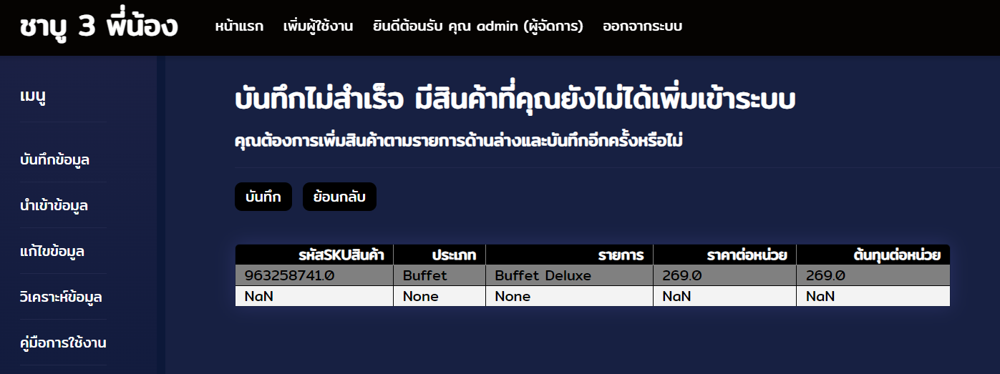 ชาบู 3 พี่น้อง หน้าแรก เพิ่มผู้ใช้งาน ยินดีต้อนรับ คุณ admin (ผู้จัดการ) ออกจากระบบ
เมนู
บันทึกข้อมูล
นำเข้าข้อมูล
แก้ไขข้อมูล
วิเคราะห์ข้อมูล
คู่มือการใช้งาน
บันทึกไม่สำเร็จ มีสินค้าที่คุณยังไม่ได้เพิ่มเข้าระบบ
คุณต้องการเพิ่มสินค้าตามรายการด้านล่างและบันทึกอีกครั้งหรือไม่
บันทึก ย้อนกลับ
รหัสSKUสินค้า ประเภท รายการ ราคาต่อหน่วย ต้นทุนต่อหน่วย
963258741.0 Buffet Buffet Deluxe 269.0 269.0
NaN None None NaN NaN